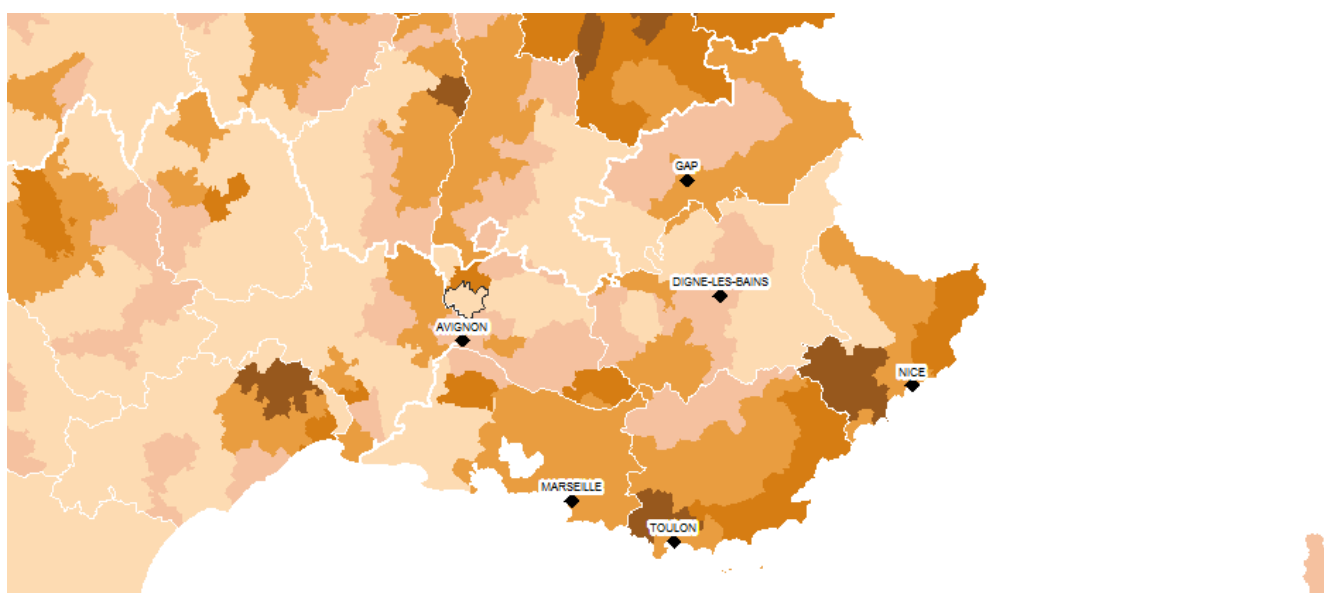 GAP
DIGNE-LES-BAINS
AVIGNON
NICE
MARSEILLE
TOULON